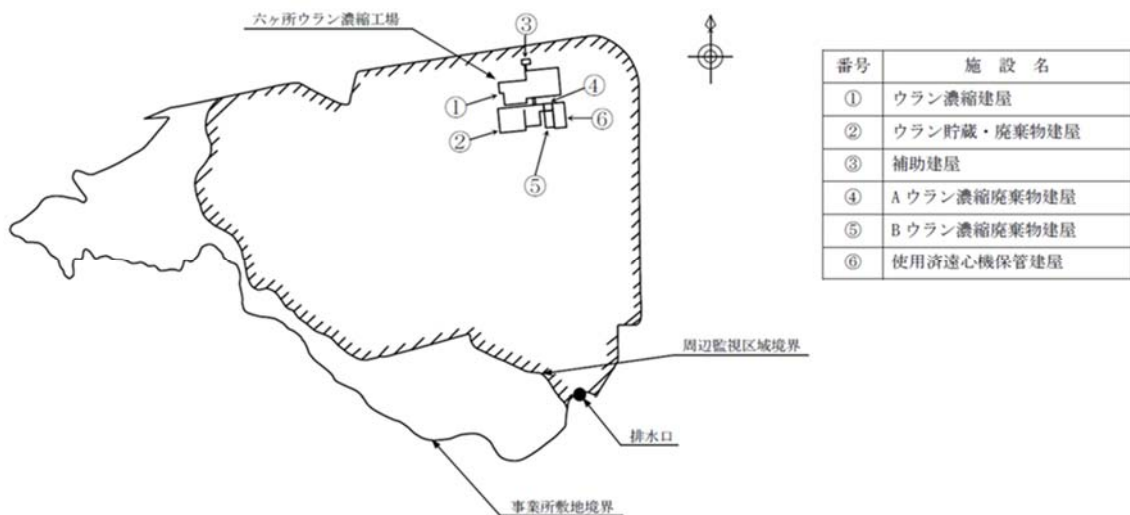 六ヶ所ウラン濃縮工場
③
④
①
⑥
②
⑤
周辺監視区域境界
排水口
事業所敷地境界
番号 施設名
① ウラン濃縮建屋
② ウラン貯蔵・廃棄物建屋
③ 補助建屋
④ Aウラン濃縮廃棄物建屋
⑤ Bウラン濃縮廃棄物建屋
⑥ 使用済遠心機保管建屋